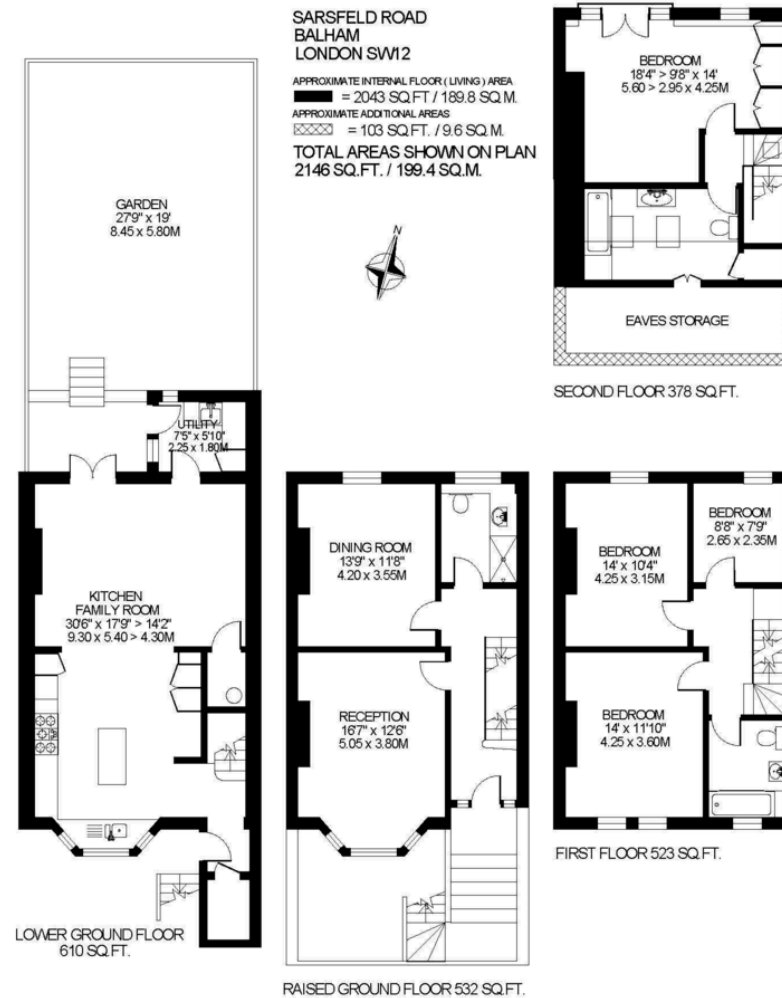 SARSFELD ROAD
BALHAM
LONDON SW12
APPROXIMATE INTERNAL FLOOR ( LIVING ) AREA
= 2043 SQ.FT / 189.8 SQ.M.
APPROXIMATE ADDITIONAL AREAS
= 103 SQ.FT. / 9.6 SQ.M.
TOTAL AREAS SHOWN ON PLAN
2146 SQ.FT. / 199.4 SQ.M.
N
GARDEN
27'9" x 19'
8.45 x 5.80M
UTILITY
7'5" x 5'10"
2.25 x 1.80M
KITCHEN
FAMILY ROOM
30'6" x 17'9" > 14'2"
9.30 x 5.40 > 4.30M
LOWER GROUND FLOOR
610 SQ.FT.
DINING ROOM
13'9" x 11'8"
4.20 x 3.55M
RECEPTION
16'7" x 12'6"
5.05 x 3.80M
RAISED GROUND FLOOR 532 SQ.FT.
BEDROOM
18'4" > 9'8" x 14'
5.60 > 2.95 x 4.25M
EAVES STORAGE
SECOND FLOOR 378 SQ.FT.
BEDROOM
14' x 10'4"
4.25 x 3.15M
BEDROOM
8'8" x 7'9"
2.65 x 2.35M
BEDROOM
14' x 11'10"
4.25 x 3.60M
FIRST FLOOR 523 SQ.FT.